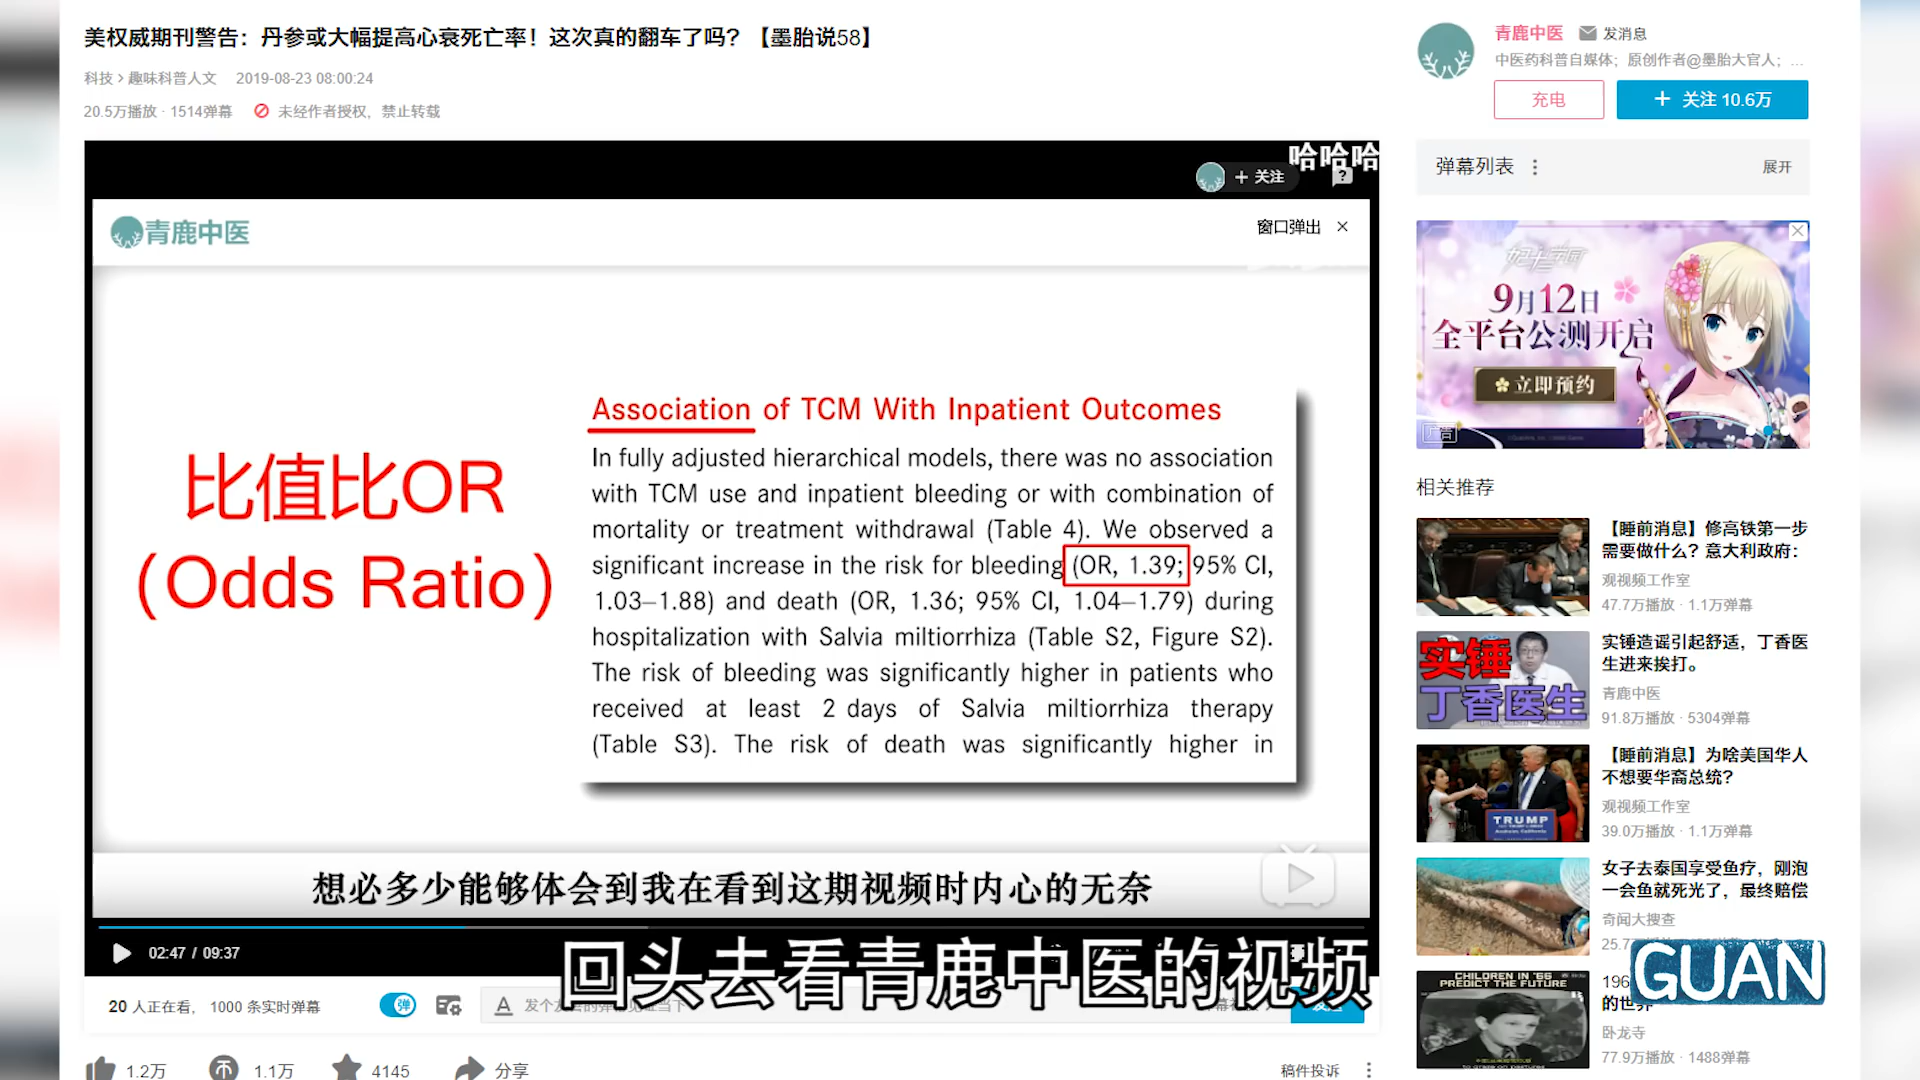 美权威期刊警告：丹参或大幅提高心衰死亡率！这次真的翻车了吗？【墨胎说58】
科技 > 趣味科普人文 2019-08-23 08:00:24
20.5万播放 · 1514弹幕 未经作者授权，禁止转载
青鹿中医 发消息
中医药科普自媒体；原创作者@墨胎大官人；...
充电
+ 关注 10.6万
弹幕列表
展开
哈哈哈
+ 关注
青鹿中医
窗口弹出 ×
比值比OR
(Odds Ratio)
Association of TCM With Inpatient Outcomes
In fully adjusted hierarchical models, there was no association
with TCM use and inpatient bleeding or with combination of
mortality or treatment withdrawal (Table 4). We observed a
significant increase in the risk for bleeding (OR, 1.39; 95% CI,
1.03–1.88) and death (OR, 1.36; 95% CI, 1.04–1.79) during
hospitalization with Salvia miltiorrhiza (Table S2, Figure S2).
The risk of bleeding was significantly higher in patients who
received at least 2 days of Salvia miltiorrhiza therapy
(Table S3). The risk of death was significantly higher in
想必多少能够体会到我在看到这期视频时内心的无奈
02:47 / 09:37
回头去看青鹿中医的视频
20 人正在看， 1000 条实时弹幕
弹
A
1.2万
1.1万
4145
分享
稿件投诉
9月12日
全平台公测开启
立即预约
广告
相关推荐
【睡前消息】修高铁第一步
需要做什么？意大利政府：
观视频工作室
47.7万播放 · 1.1万弹幕
实锤
丁香医生
实锤造谣引起舒适，丁香医
生进来挨打。
青鹿中医
91.8万播放 · 5304弹幕
TRUMP
【睡前消息】为啥美国华人
不想要华裔总统？
观视频工作室
39.0万播放 · 1.1万弹幕
女子去泰国享受鱼疗，刚泡
一会鱼就死光了，最终赔偿
奇闻大搜查
GUAN
CHILDREN IN '66
PREDICT THE FUTURE
的世界
卧龙寺
77.9万播放 · 1488弹幕